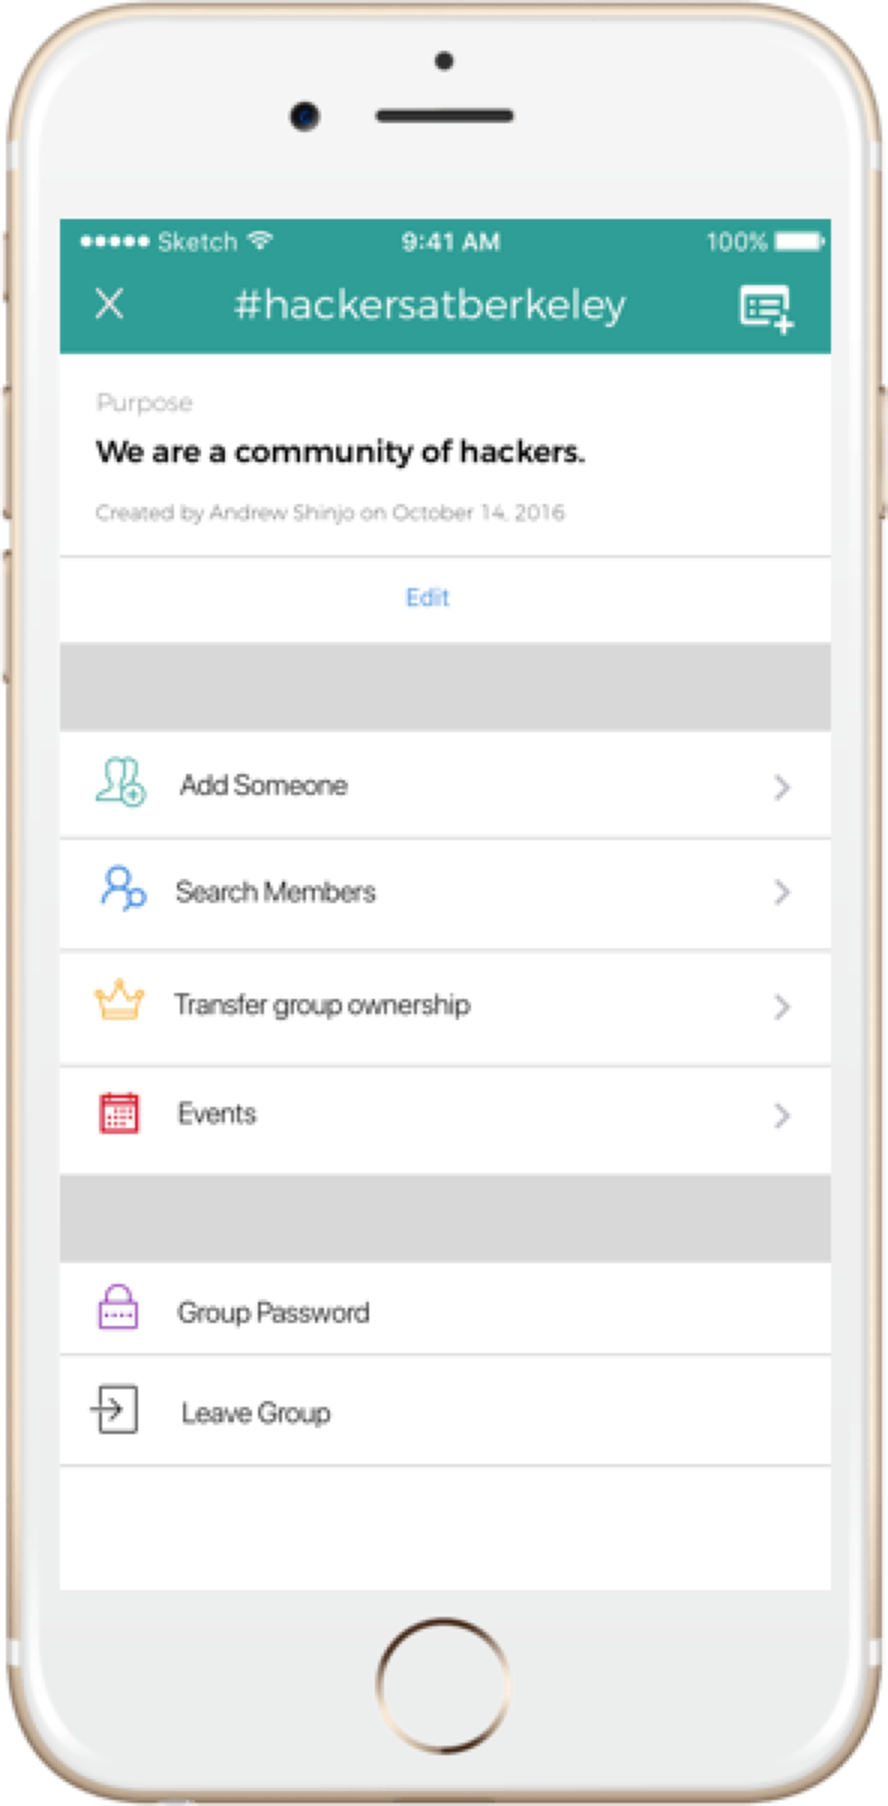 Sketch 9:41 AM 100%
#hackersatberkeley
Purpose
We are a community of hackers.
Created by Andrew Shinjo on October 14, 2016
Edit
Add Someone
Search Members
Transfer group ownership
Events
Group Password
Leave Group